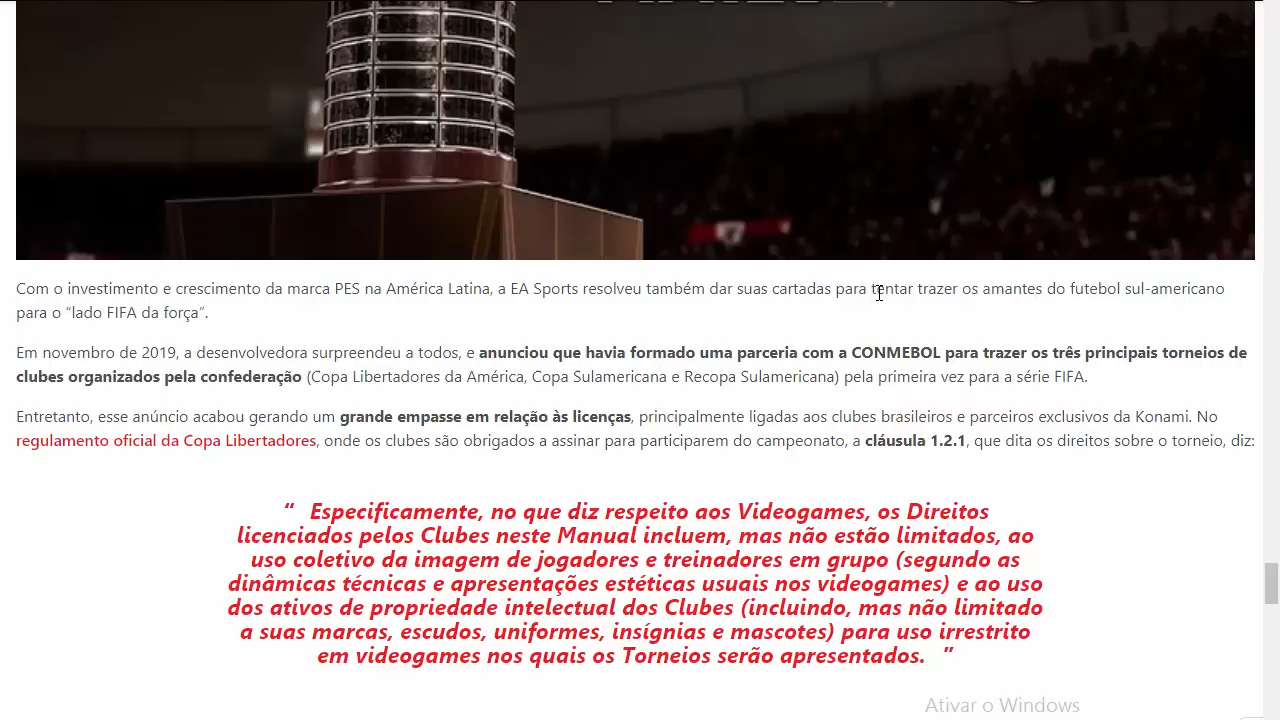 Com o investimento e crescimento da marca PES na América Latina, a EA Sports resolveu também dar suas cartadas para tentar trazer os amantes do futebol sul-americano
para o “lado FIFA da força”.
Em novembro de 2019, a desenvolvedora surpreendeu a todos, e anunciou que havia formado uma parceria com a CONMEBOL para trazer os três principais torneios de
clubes organizados pela confederação (Copa Libertadores da América, Copa Sulamericana e Recopa Sulamericana) pela primeira vez para a série FIFA.
Entretanto, esse anúncio acabou gerando um grande empasse em relação às licenças, principalmente ligadas aos clubes brasileiros e parceiros exclusivos da Konami. No
regulamento oficial da Copa Libertadores, onde os clubes são obrigados a assinar para participarem do campeonato, a cláusula 1.2.1, que dita os direitos sobre o torneio, diz:
“ Especificamente, no que diz respeito aos Videogames, os Direitos
licenciados pelos Clubes neste Manual incluem, mas não estão limitados, ao
uso coletivo da imagem de jogadores e treinadores em grupo (segundo as
dinâmicas técnicas e apresentações estéticas usuais nos videogames) e ao uso
dos ativos de propriedade intelectual dos Clubes (incluindo, mas não limitado
a suas marcas, escudos, uniformes, insígnias e mascotes) para uso irrestrito
em videogames nos quais os Torneios serão apresentados. ”
Ativar o Windows